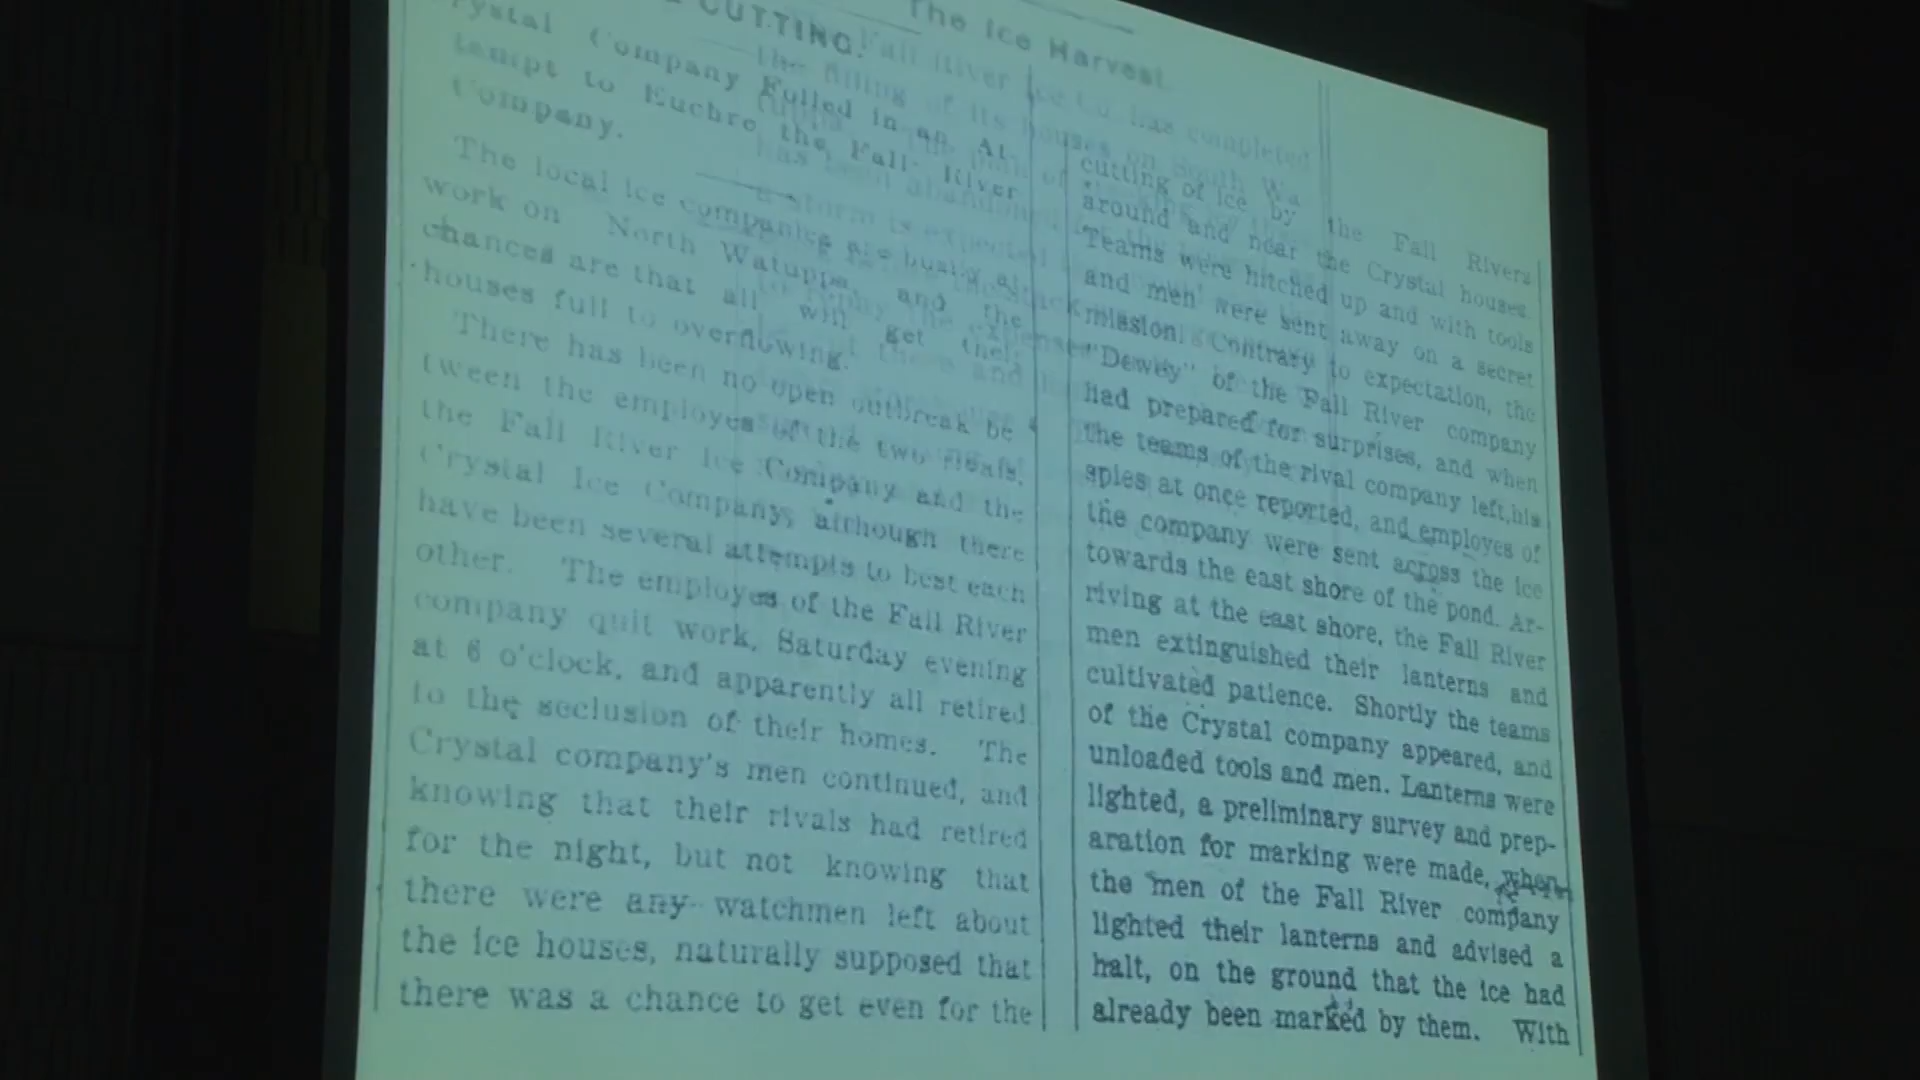 The Ice Harvest
CUTTING.
Crystal Company Foiled in an At
tempt to Euchre the Fall River
Company.
The local ice companies are busily at
work on North Watuppa, and the
chances are that all will get their
houses full to overflowing.
There has been no open outbreak be
tween the employes of the two rivals,
the Fall River Ice Company and the
Crystal Ice Company, although there
have been several attempts to best each
other. The employes of the Fall River
company quit work, Saturday evening
at 6 o'clock, and apparently all retired
to the seclusion of their homes. The
Crystal company's men continued, and
knowing that their rivals had retired
for the night, but not knowing that
there were any watchmen left about
the ice houses, naturally supposed that
there was a chance to get even for the
cutting of ice by the Fall Rivers
around and near the Crystal houses.
Teams were hitched up and with tools
and men were sent away on a secret
mission. Contrary to expectation, the
"Dewey" of the Fall River company
had prepared for surprises, and when
the teams of the rival company left, his
spies at once reported, and employes of
the company were sent across the ice
towards the east shore of the pond. Ar-
riving at the east shore, the Fall River
men extinguished their lanterns and
cultivated patience. Shortly the teams
of the Crystal company appeared, and
unloaded tools and men. Lanterns were
lighted, a preliminary survey and prep-
aration for marking were made, when
the men of the Fall River company
lighted their lanterns and advised a
halt, on the ground that the ice had
already been marked by them. With